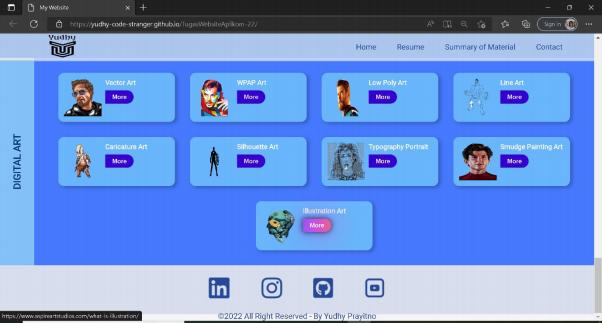 My Website
https://yudhy-code-stranger.github.io/TugasWebsiteAplikom-22/
Sign in
Yudhy
Home
Resume
Summary of Material
Contact
DIGITAL ART
Vector Art
More
WPAP Art
More
Low Poly Art
More
Line Art
More
Caricature Art
More
Silhouette Art
More
Typography Portrait
More
Smudge Painting Art
More
Illustration Art
More
https://www.aspireartstudios.com/what-is-illustration/
©2022 All Right Reserved - By Yudhy Prayitno